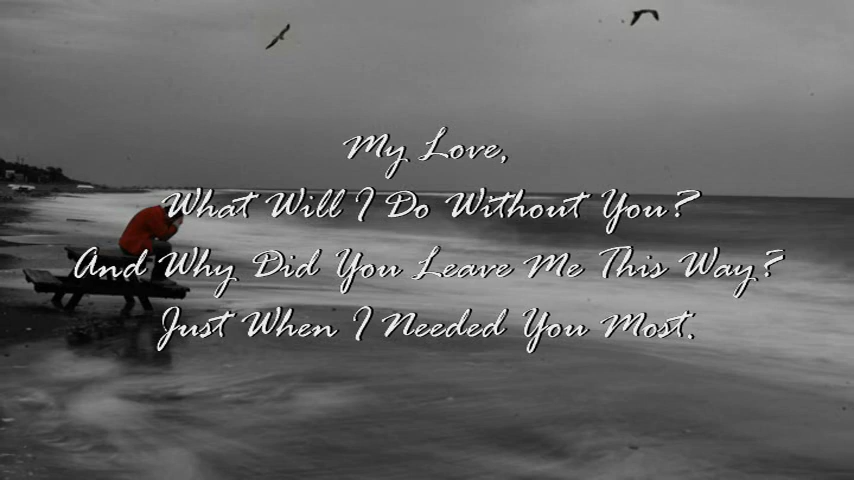 My Love,
What Will I Do Without You?
And Why Did You Leave Me This Way?
Just When I Needed You Most.